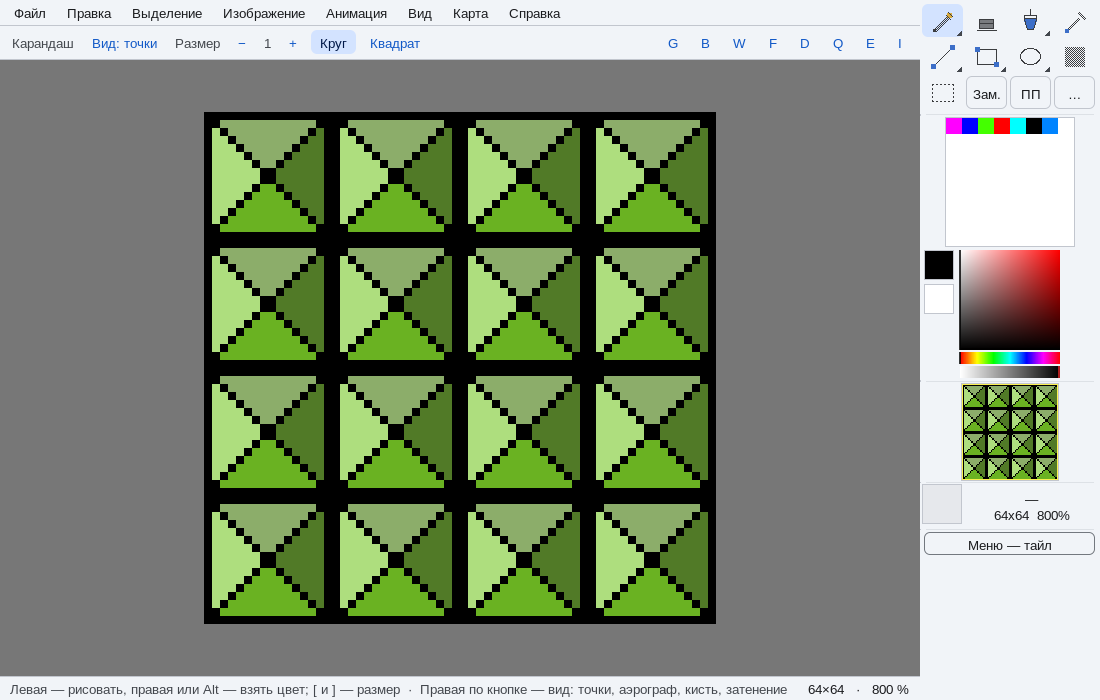 Файл Правка Выделение Изображение Анимация Вид Карта Справка
Карандаш Вид: точки Размер − 1 + Круг Квадрат G B W F D Q E I
Зам. ПП ...
—
64x64 800%
Меню — тайл
Левая — рисовать, правая или Alt — взять цвет; [ и ] — размер · Правая по кнопке — вид: точки, аэрограф, кисть, затенение 64×64 · 800 %